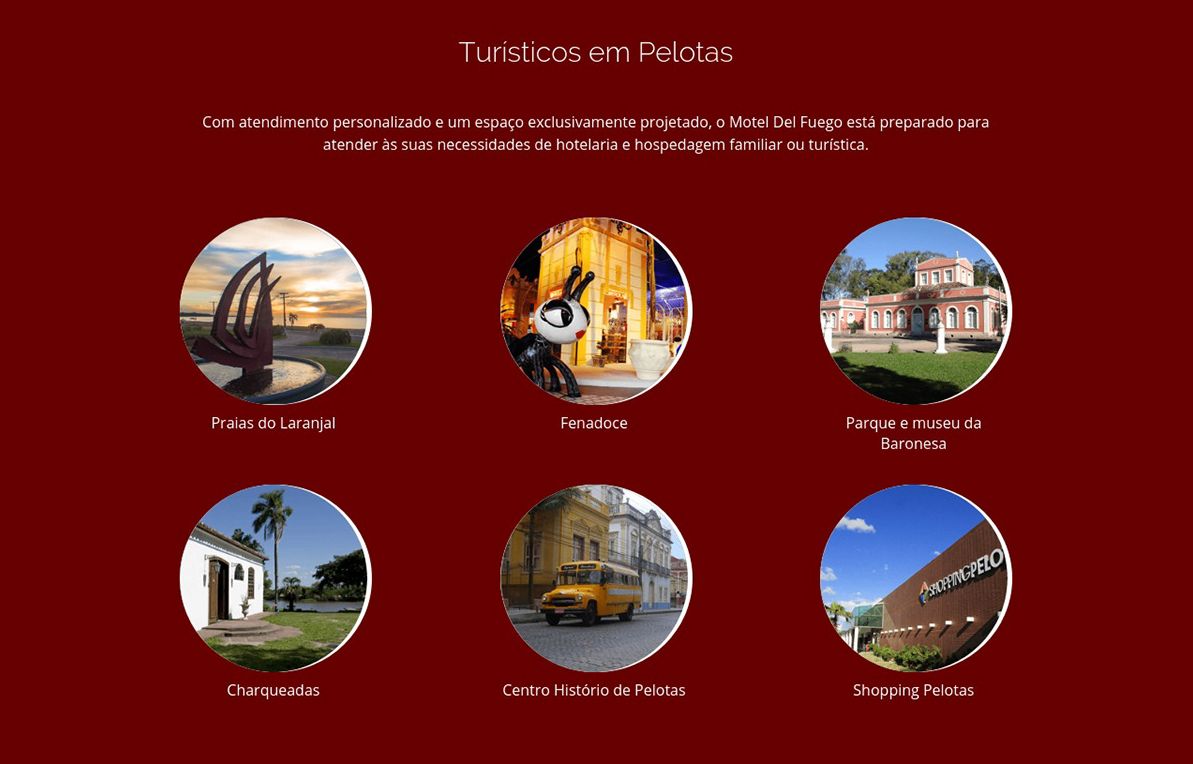 Turísticos em Pelotas
Com atendimento personalizado e um espaço exclusivamente projetado, o Motel Del Fuego está preparado para
atender às suas necessidades de hotelaria e hospedagem familiar ou turística.
Praias do Laranjal
Fenadoce
Parque e museu da
Baronesa
SHOPPINGPELO
Charqueadas
Centro Histório de Pelotas
Shopping Pelotas